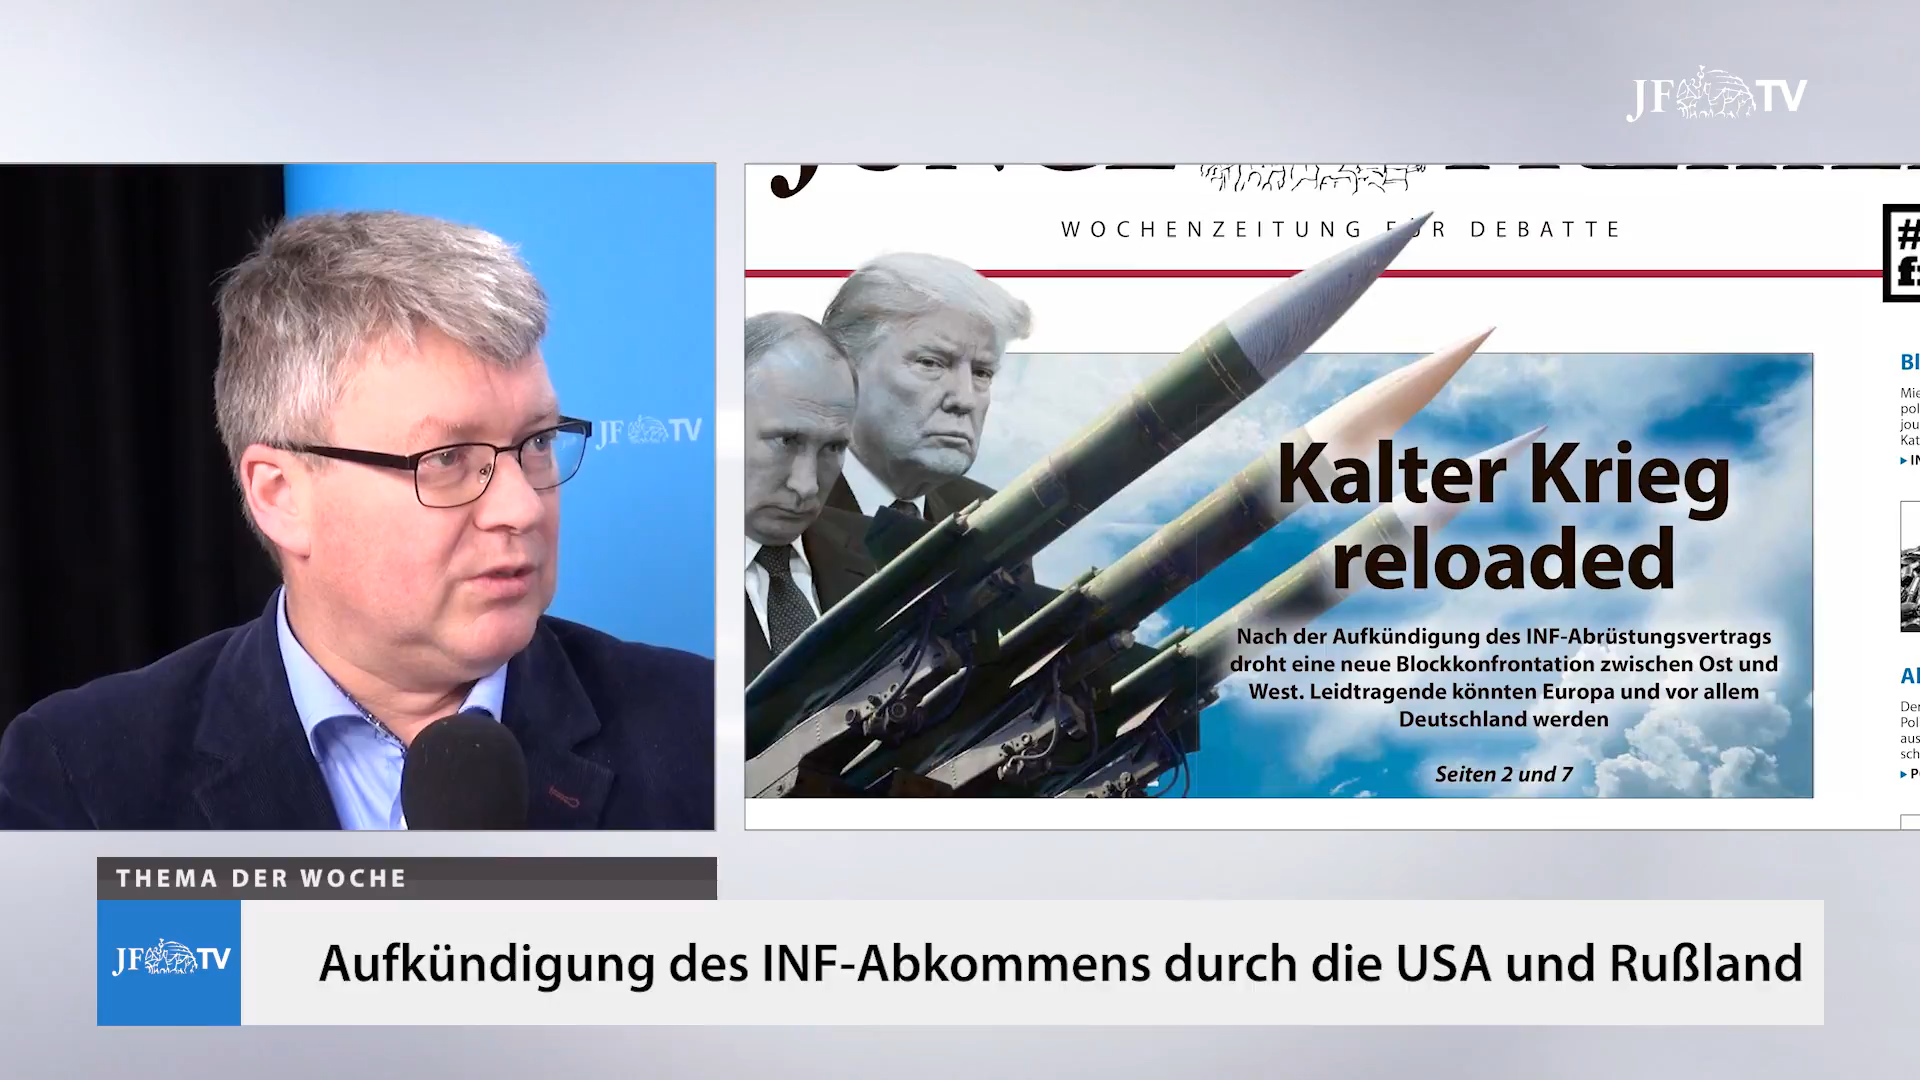 JF TV
WOCHENZEITUNG FÜR DEBATTE
#
JF TV
Kalter Krieg
reloaded
Nach der Aufkündigung des INF-Abrüstungsvertrags
droht eine neue Blockkonfrontation zwischen Ost und
West. Leidtragende könnten Europa und vor allem
Deutschland werden
Seiten 2 und 7
THEMA DER WOCHE
JF TV
Aufkündigung des INF-Abkommens durch die USA und Rußland